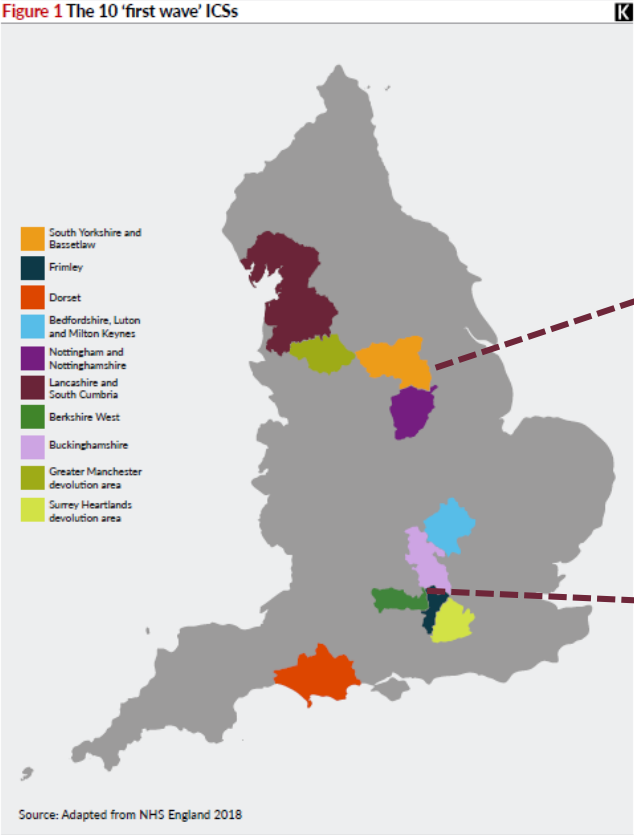 Figure 1 The 10 ‘first wave’ ICSs
K
South Yorkshire and
Bassetlaw
Frimley
Dorset
Bedfordshire, Luton
and Milton Keynes
Nottingham and
Nottinghamshire
Lancashire and
South Cumbria
Berkshire West
Buckinghamshire
Greater Manchester
devolution area
Surrey Heartlands
devolution area
Source: Adapted from NHS England 2018